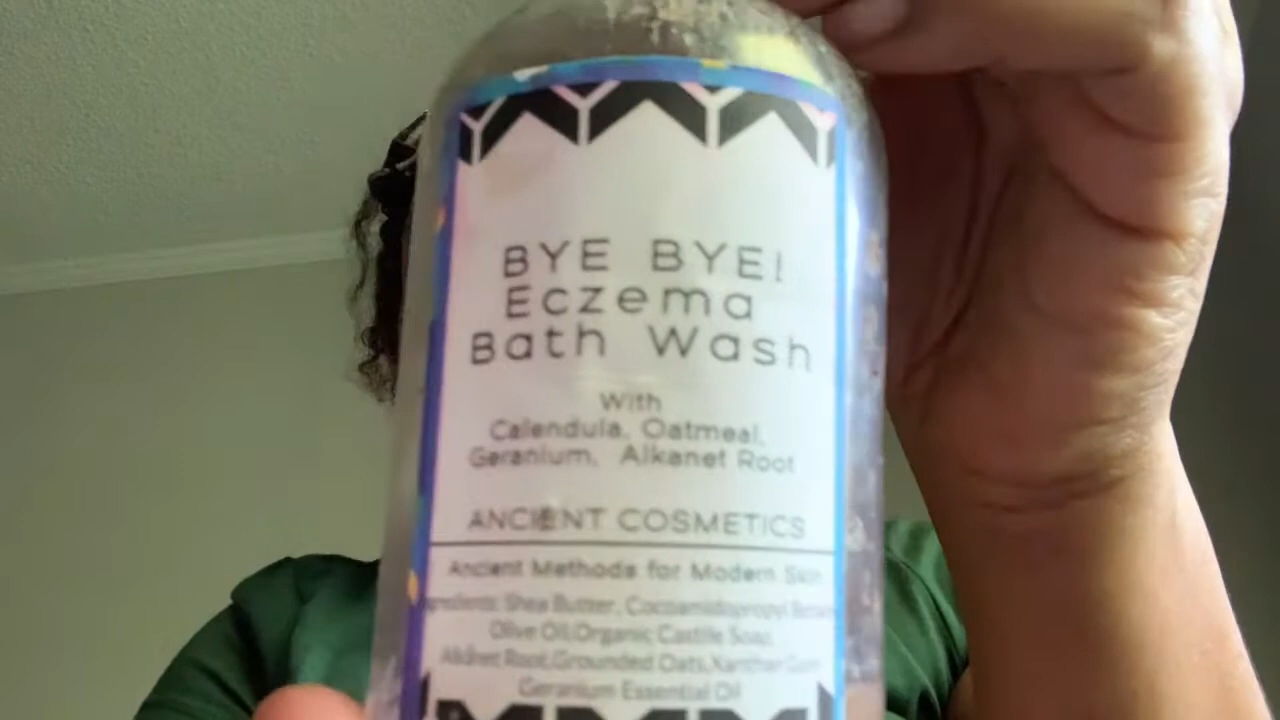 BYE BYE!
Eczema
Bath Wash
With
Calendula, Oatmeal,
Geranium, Alkanet Root
ANCIENT COSMETICS
Ancient Methods for Modern Skin
Shea Butter, Cocoamidopropyl
Olive Oil,Organic Castile Soap,
Alkanet Root,Grounded Oats,Xanthan Gum
Geranium Essential Oil